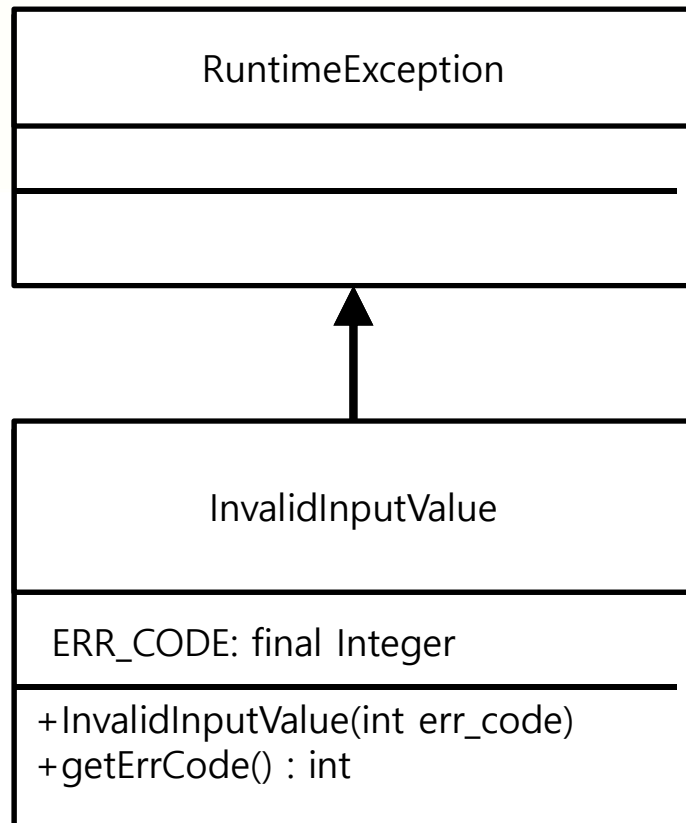 RuntimeException
InvalidInputValue
ERR_CODE: final Integer
+InvalidInputValue(int err_code)
+getErrCode() : int